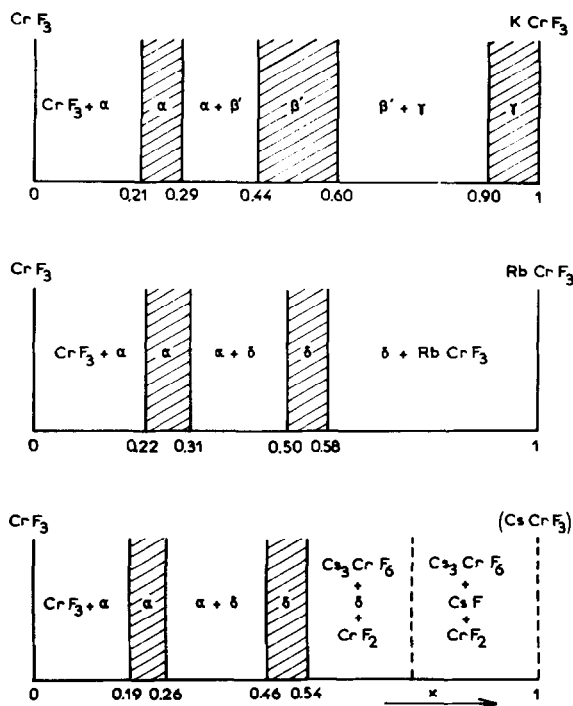 Cr F₃ K Cr F₃
Cr F₃ + α α α + β' β' β' + γ γ
0 0,21 0,29 0,44 0,60 0,90 1
Cr F₃ Rb Cr F₃
Cr F₃ + α α α + δ δ δ + Rb Cr F₃
0 0,22 0,31 0,50 0,58 1
Cr F₃ (Cs Cr F₃)
Cs₃ Cr F₆ Cs₃ Cr F₆
+ +
Cr F₃ + α α α + δ δ δ Cs F
+ +
Cr F₂ Cr F₂
0 0,19 0,26 0,46 0,54 x 1